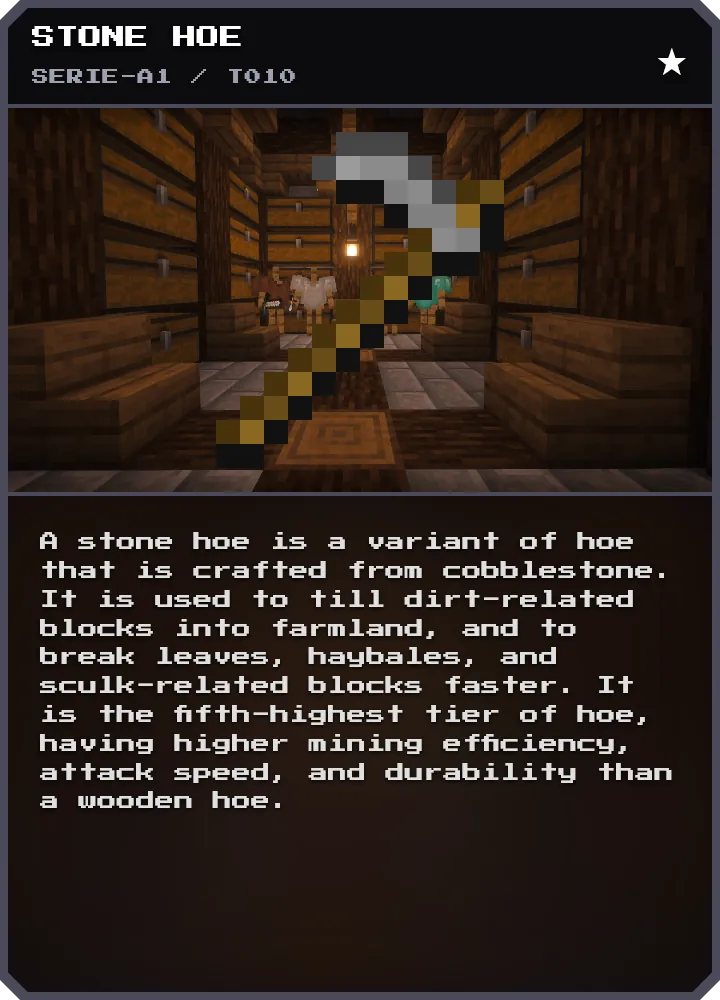 STONE HOE
SERIE-A1 / T010
A stone hoe is a variant of hoe
that is crafted from cobblestone.
It is used to till dirt-related
blocks into farmland, and to
break leaves, haybales, and
sculk-related blocks faster. It
is the fifth-highest tier of hoe,
having higher mining efficiency,
attack speed, and durability than
a wooden hoe.